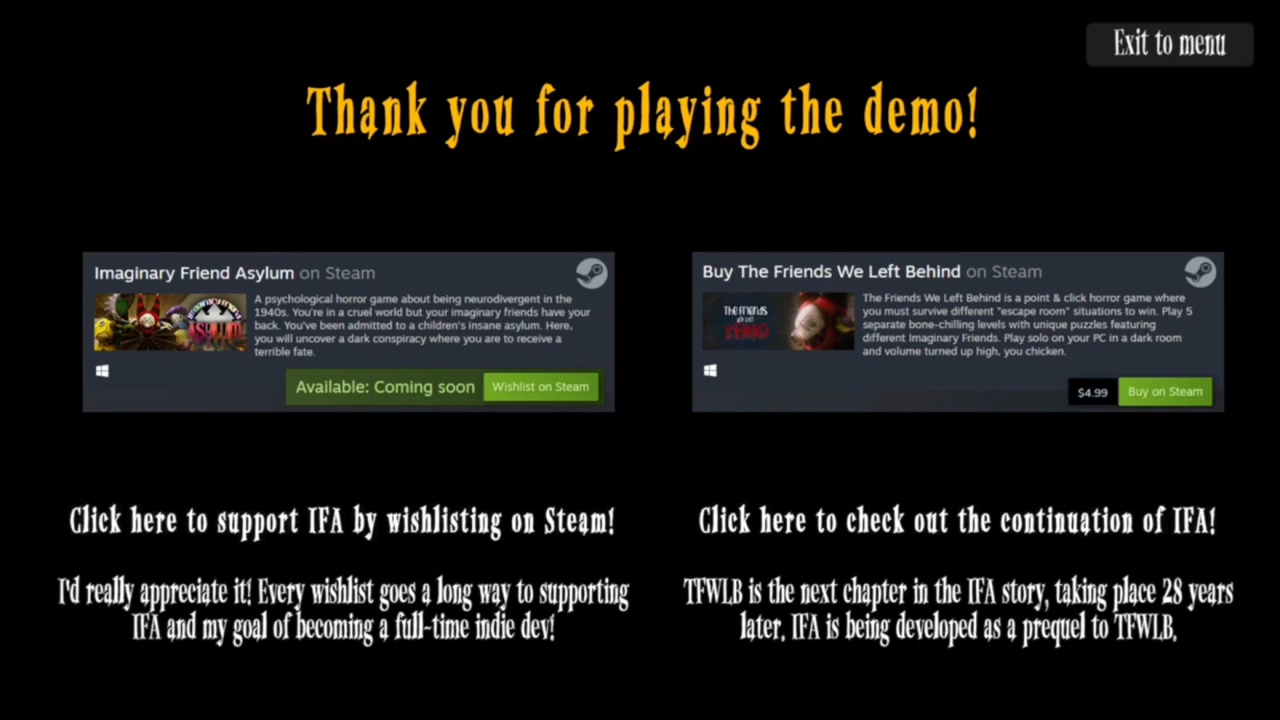 Exit to menu
Thank you for playing the demo!
Imaginary Friend Asylum on Steam
A psychological horror game about being neurodivergent in the
1940s. You're in a cruel world but your imaginary friends have your
back. You've been admitted to a children's insane asylum. Here,
you will uncover a dark conspiracy where you are to receive a
terrible fate.
IMAGINARY FRIEND
ASYLUM
Available: Coming soon
Wishlist on Steam
Buy The Friends We Left Behind on Steam
The Friends We Left Behind is a point & click horror game where
you must survive different "escape room" situations to win. Play 5
separate bone-chilling levels with unique puzzles featuring
different Imaginary Friends. Play solo on your PC in a dark room
and volume turned up high, you chicken.
THE FRIENDS
WE LEFT
BEHIND
$4.99
Buy on Steam
Click here to support IFA by wishlisting on Steam!
I'd really appreciate it! Every wishlist goes a long way to supporting
IFA and my goal of becoming a full-time indie dev!
Click here to check out the continuation of IFA!
TFWLB is the next chapter in the IFA story, taking place 28 years
later. IFA is being developed as a prequel to TFWLB.